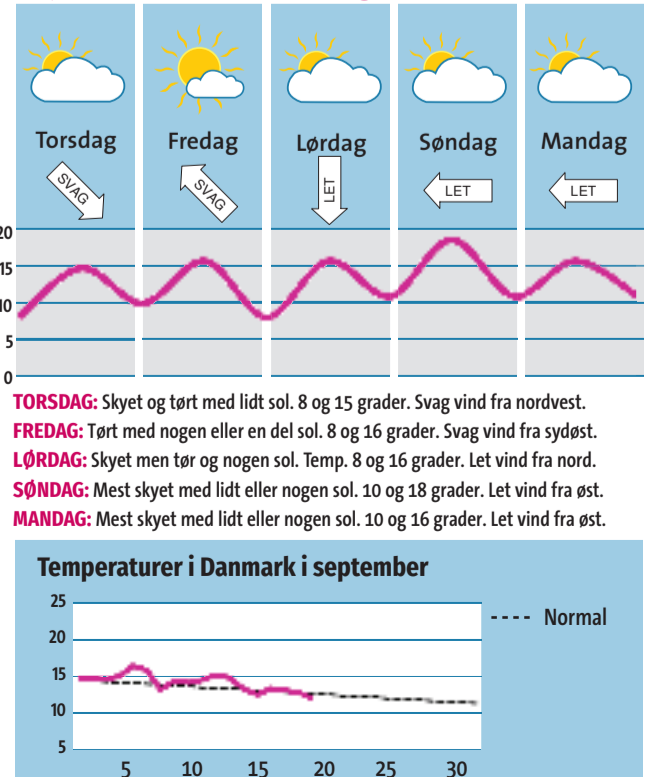 Torsdag Fredag Lørdag Søndag Mandag
SVAG SVAG LET LET LET
20
15
10
5
0
TORSDAG: Skyet og tørt med lidt sol. 8 og 15 grader. Svag vind fra nordvest.
FREDAG: Tørt med nogen eller en del sol. 8 og 16 grader. Svag vind fra sydøst.
LØRDAG: Skyet men tør og nogen sol. Temp. 8 og 16 grader. Let vind fra nord.
SØNDAG: Mest skyet med lidt eller nogen sol. 10 og 18 grader. Let vind fra øst.
MANDAG: Mest skyet med lidt eller nogen sol. 10 og 16 grader. Let vind fra øst.
Temperaturer i Danmark i september
25
20
15
10
5
Normal
5 10 15 20 25 30